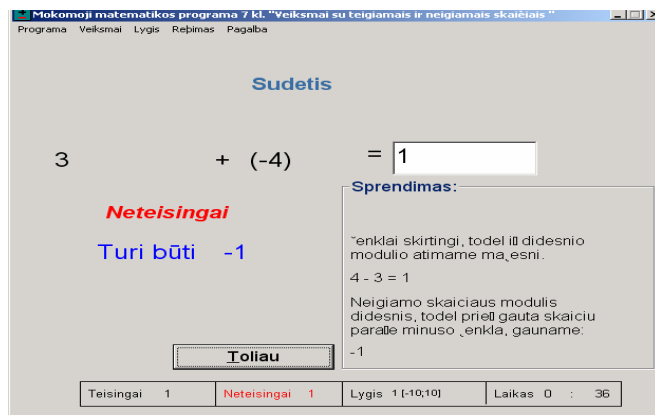 Mokomoji matematikos programa 7 kl. "Veiksmai su teigiamais ir neigiamais skaièiais "
Programa Veiksmai Lygis Reþimas Pagalba
Sudetis
3 + (-4) = 1
Neteisingai
Turi būti -1
Sprendimas:
ˇenklai skirtingi, todel iš didesnio
modulio atimame ma˛esni.
4 - 3 = 1
Neigiamo skaiciaus modulis
didesnis, todel prieš gauta skaiciu
paraše minuso ˛enkla, gauname:
-1
Toliau
Teisingai 1 Neteisingai 1 Lygis 1 [-10;10] Laikas 0 : 36